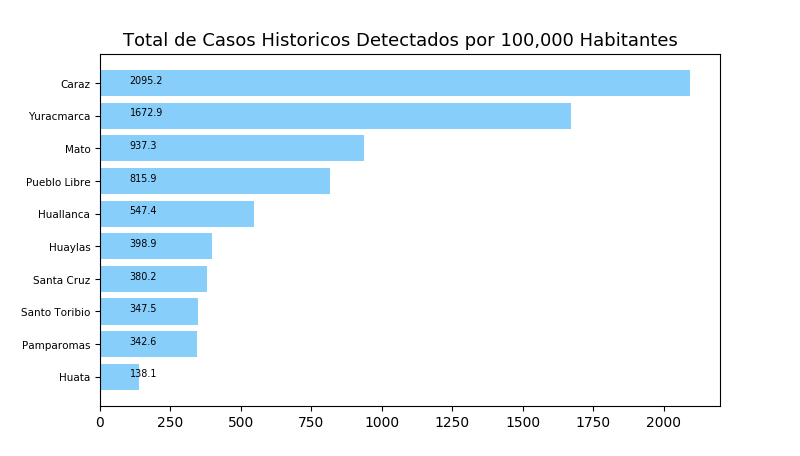 Total de Casos Historicos Detectados por 100,000 Habitantes
Caraz 2095.2
Yuracmarca 1672.9
Mato 937.3
Pueblo Libre 815.9
Huallanca 547.4
Huaylas 398.9
Santa Cruz 380.2
Santo Toribio 347.5
Pamparomas 342.6
Huata 138.1
0 250 500 750 1000 1250 1500 1750 2000